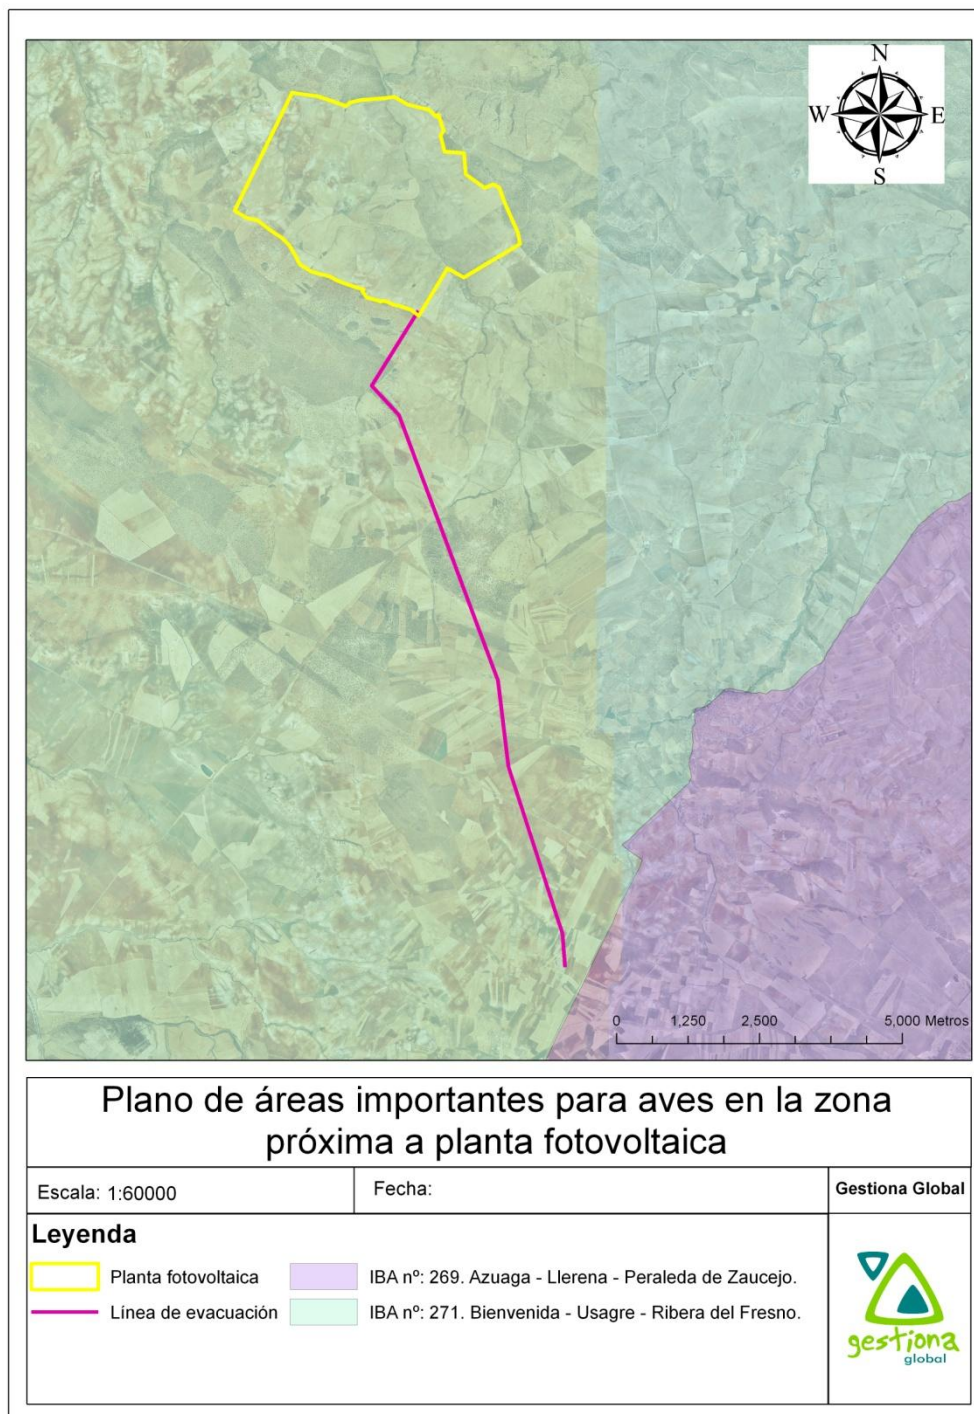 N
W
E
S
0 1,250 2,500 5,000 Metros
Plano de áreas importantes para aves en la zona
próxima a planta fotovoltaica
Escala: 1:60000
Fecha:
Gestiona Global
Leyenda
Planta fotovoltaica
IBA nº: 269. Azuaga - Llerena - Peraleda de Zaucejo.
Línea de evacuación
IBA nº: 271. Bienvenida - Usagre - Ribera del Fresno.
gestiona
global